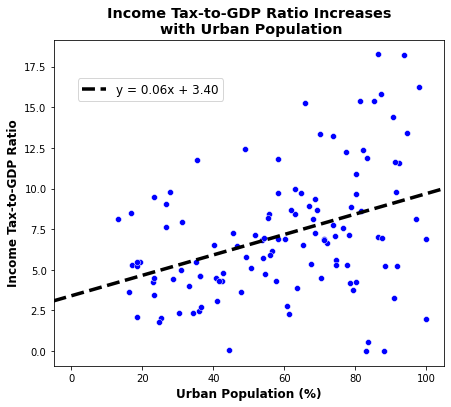 Income Tax-to-GDP Ratio Increases
with Urban Population
y = 0.06x + 3.40
Income Tax-to-GDP Ratio
17.5
15.0
12.5
10.0
7.5
5.0
2.5
0.0
0 20 40 60 80 100
Urban Population (%)